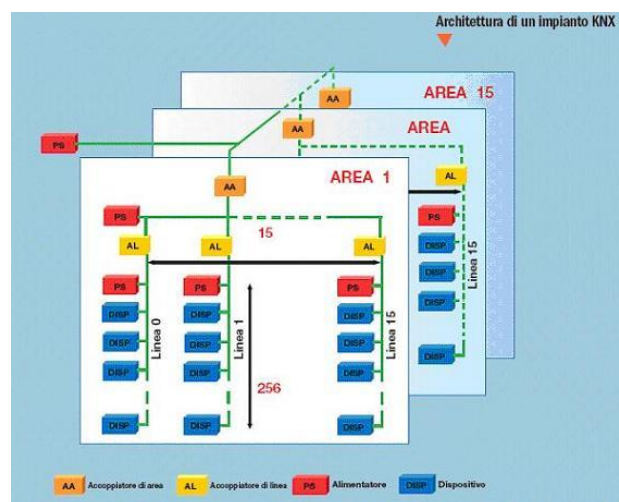 Architettura di un impianto KNX
AREA 15
AA
AREA
AA
PS
AREA 1
AL
AA
PS
PS
15
DISP
AL
AL
AL
DISP
Linea 15
DISP
PS
PS
PS
DISP
DISP
DISP
DISP
Linea 0
DISP
Linea 1
DISP
Linea 15
DISP
DISP
DISP
256
DISP
DISP
DISP
DISP
AA Accoppiatore di area
AL Accoppiatore di linea
PS Alimentatore
DISP Dispositivo